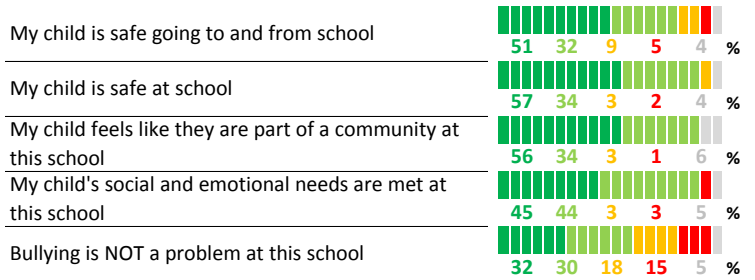 My child is safe going to and from school
51 32 9 5 4 %
My child is safe at school
57 34 3 2 4 %
My child feels like they are part of a community at
this school
56 34 3 1 6 %
My child's social and emotional needs are met at
this school
45 44 3 3 5 %
Bullying is NOT a problem at this school
32 30 18 15 5 %